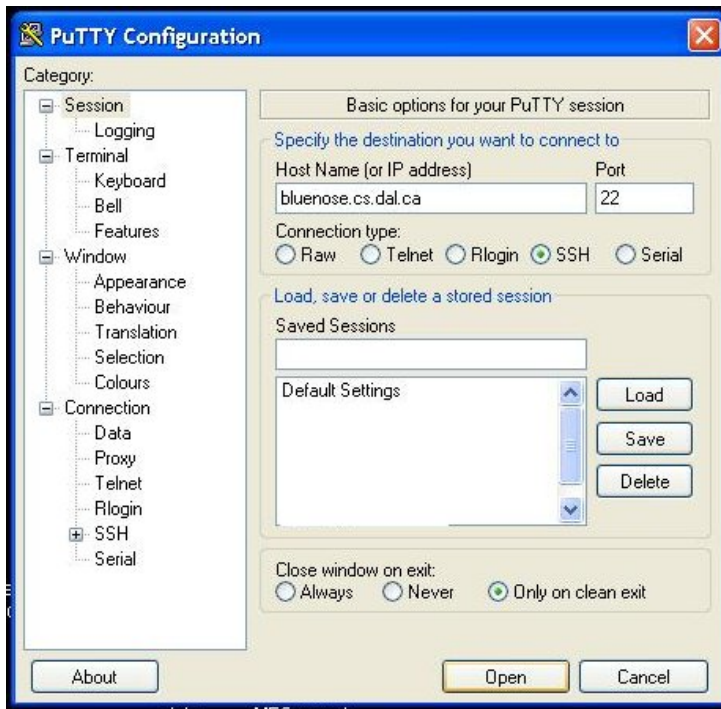 PuTTY Configuration
Category:
Session
Logging
Terminal
Keyboard
Bell
Features
Window
Appearance
Behaviour
Translation
Selection
Colours
Connection
Data
Proxy
Telnet
Rlogin
SSH
Serial
Basic options for your PuTTY session
Specify the destination you want to connect to
Host Name (or IP address) Port
bluenose.cs.dal.ca 22
Connection type:
Raw Telnet Rlogin SSH Serial
Load, save or delete a stored session
Saved Sessions
Default Settings
Load
Save
Delete
Close window on exit:
Always Never Only on clean exit
About Open Cancel